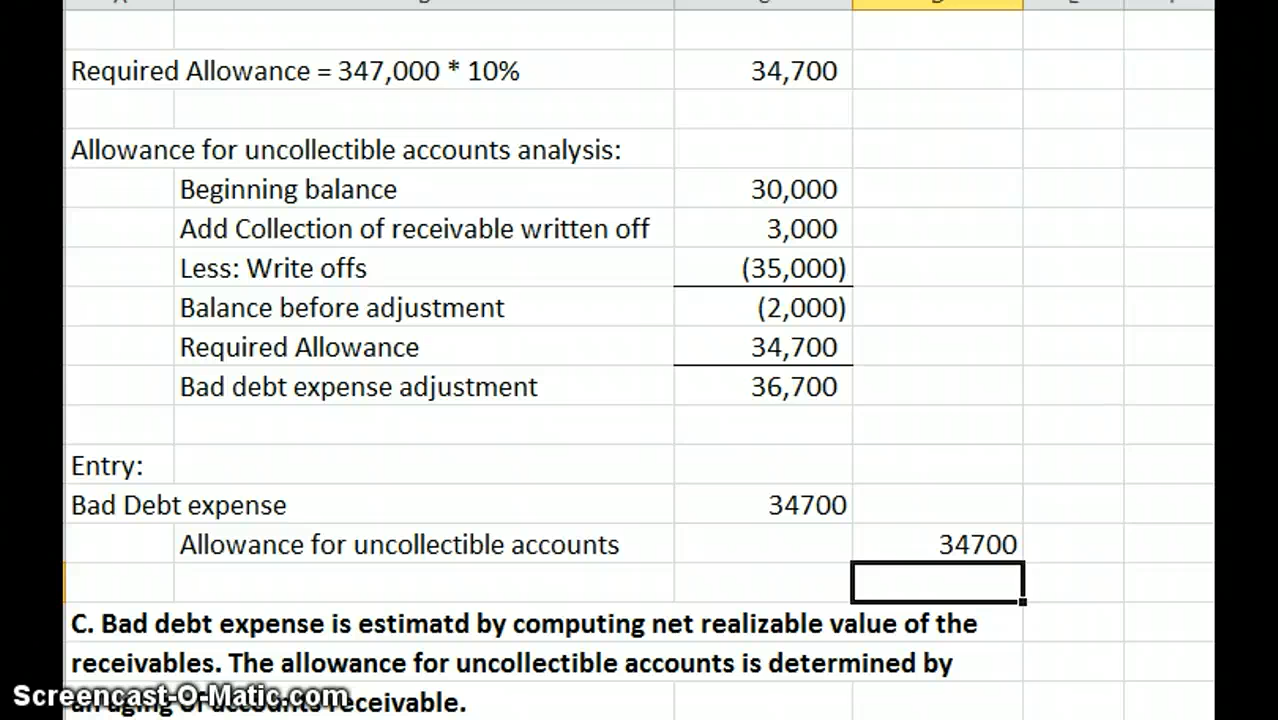 Required Allowance = 347,000 * 10% 34,700
Allowance for uncollectible accounts analysis:
Beginning balance 30,000
Add Collection of receivable written off 3,000
Less: Write offs (35,000)
Balance before adjustment (2,000)
Required Allowance 34,700
Bad debt expense adjustment 36,700
Entry:
Bad Debt expense 34700
Allowance for uncollectible accounts 34700
C. Bad debt expense is estimatd by computing net realizable value of the
receivables. The allowance for uncollectible accounts is determined by
an aging of accounts receivable.
Screencast-O-Matic.com